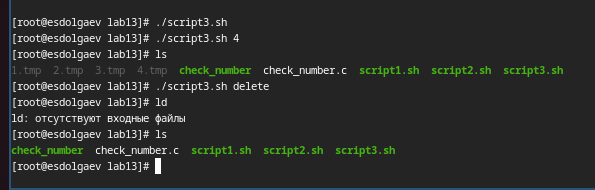 [root@esdolgaev lab13]# ./script3.sh
[root@esdolgaev lab13]# ./script3.sh 4
[root@esdolgaev lab13]# ls
1.tmp 2.tmp 3.tmp 4.tmp check_number check_number.c script1.sh script2.sh script3.sh
[root@esdolgaev lab13]# ./script3.sh delete
[root@esdolgaev lab13]# ld
ld: отсутствуют входные файлы
[root@esdolgaev lab13]# ls
check_number check_number.c script1.sh script2.sh script3.sh
[root@esdolgaev lab13]#